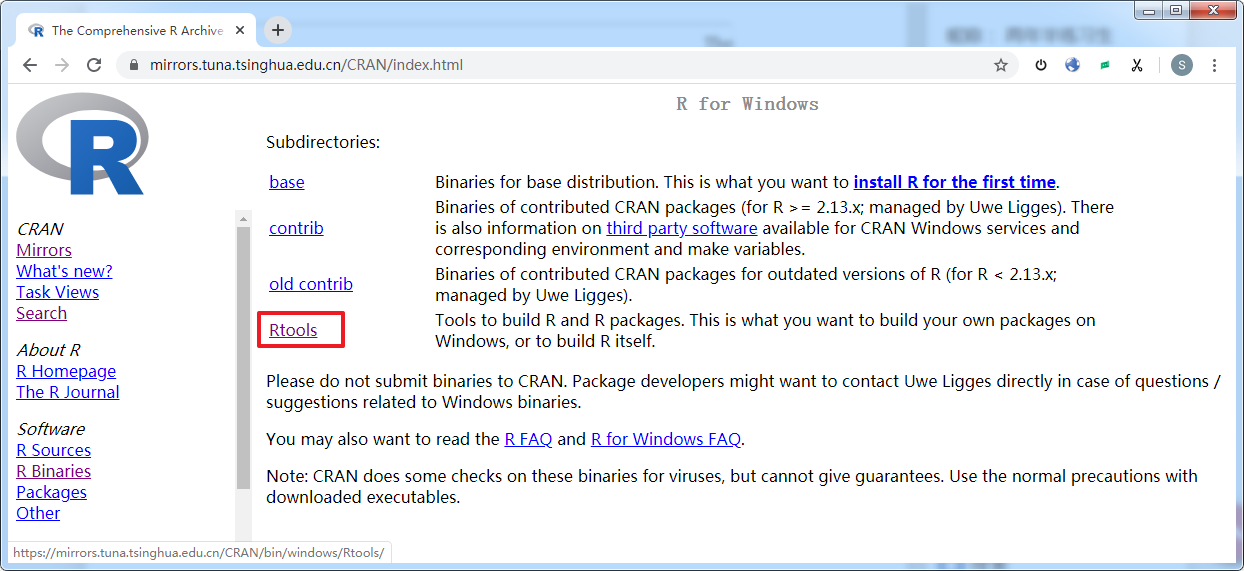 The Comprehensive R Archive
mirrors.tuna.tsinghua.edu.cn/CRAN/index.html
S
R
R for Windows
Subdirectories:
base
Binaries for base distribution. This is what you want to install R for the first time.
contrib
Binaries of contributed CRAN packages (for R >= 2.13.x; managed by Uwe Ligges). There
is also information on third party software available for CRAN Windows services and
corresponding environment and make variables.
old contrib
Binaries of contributed CRAN packages for outdated versions of R (for R < 2.13.x;
managed by Uwe Ligges).
Rtools
Tools to build R and R packages. This is what you want to build your own packages on
Windows, or to build R itself.
Please do not submit binaries to CRAN. Package developers might want to contact Uwe Ligges directly in case of questions /
suggestions related to Windows binaries.
You may also want to read the R FAQ and R for Windows FAQ.
Note: CRAN does some checks on these binaries for viruses, but cannot give guarantees. Use the normal precautions with
downloaded executables.
CRAN
Mirrors
What's new?
Task Views
Search
About R
R Homepage
The R Journal
Software
R Sources
R Binaries
Packages
Other
https://mirrors.tuna.tsinghua.edu.cn/CRAN/bin/windows/Rtools/